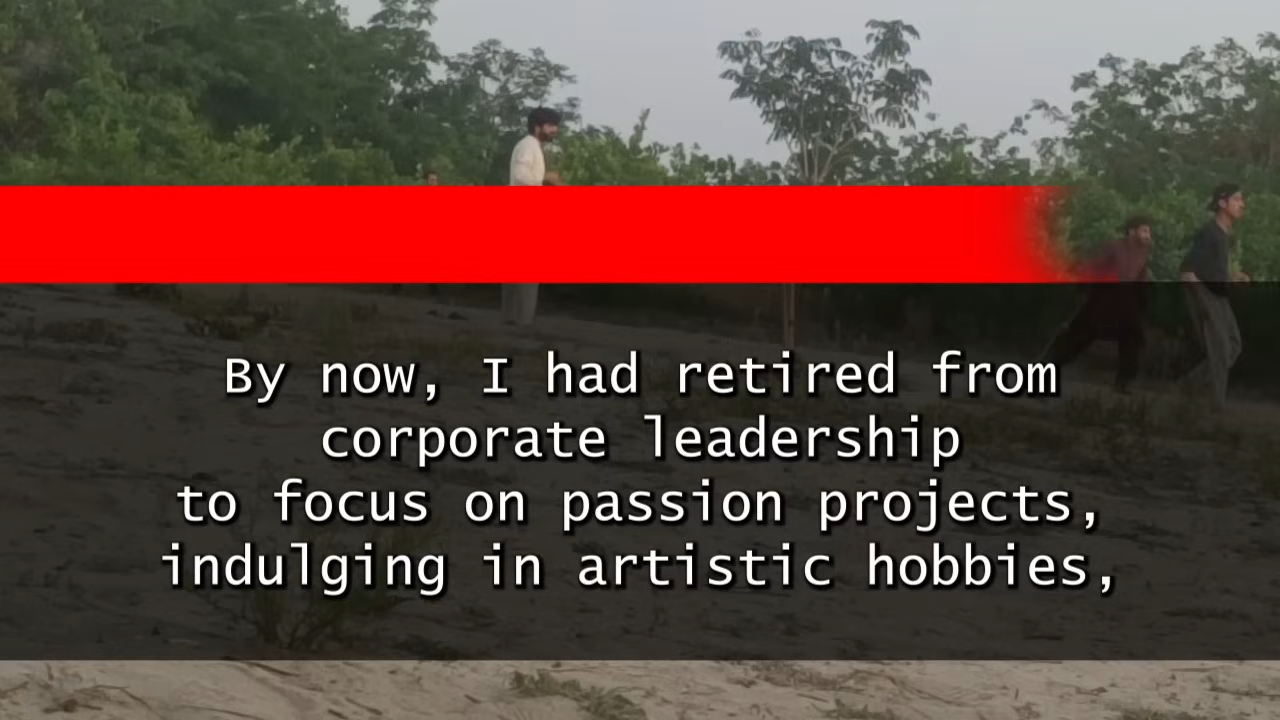 By now, I had retired from
corporate leadership
to focus on passion projects,
indulging in artistic hobbies,